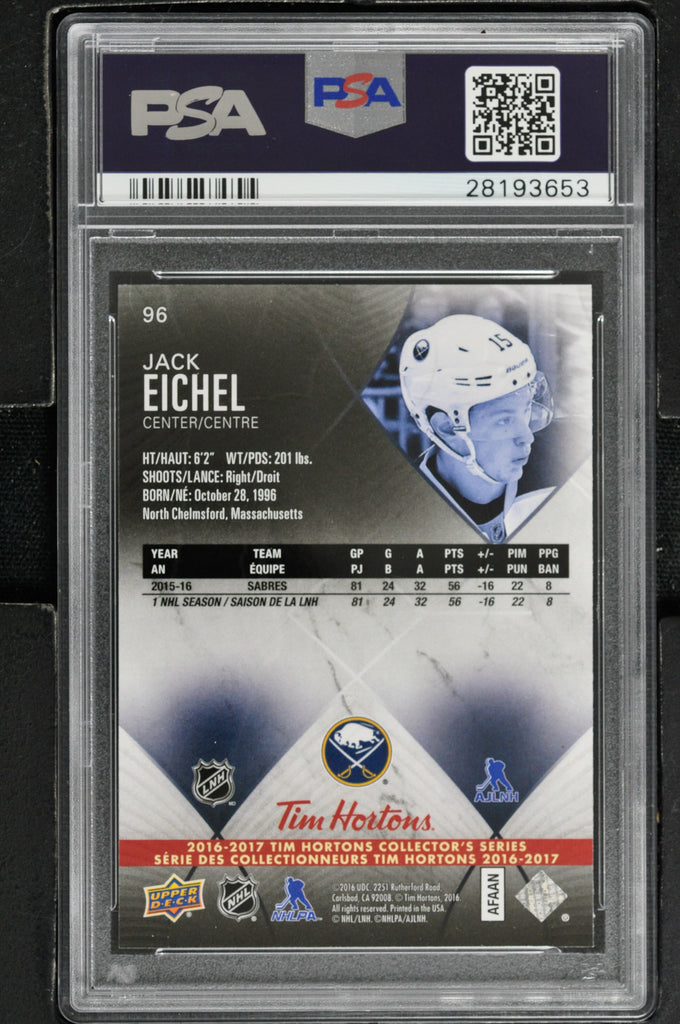 PSA
PSA
28193653
96
JACK
EICHEL
CENTER/CENTRE
15
BAUER
HT/HAUT: 6'2" WT/PDS: 201 lbs.
SHOOTS/LANCE: Right/Droit
BORN/NÉ: October 28, 1996
North Chelmsford, Massachusetts
YEAR TEAM GP G A PTS +/- PIM PPG
AN ÉQUIPE PJ B A PTS +/- PUN BAN
2015-16 SABRES 81 24 32 56 -16 22 8
1 NHL SEASON / SAISON DE LA LNH 81 24 32 56 -16 22 8
LNH
AJLNH
Tim Hortons.
2016-2017 TIM HORTONS COLLECTOR'S SERIES
SÉRIE DES COLLECTIONNEURS TIM HORTONS 2016-2017
UPPER DECK
NHL
NHLPA
©2016 UDC. 2251 Rutherford Road,
Carlsbad, CA 92008. ©Tim Hortons, 2016.
All rights reserved. Printed in the USA.
© NHL/LNH. ©NHLPA/AJLNH.
AFAAN